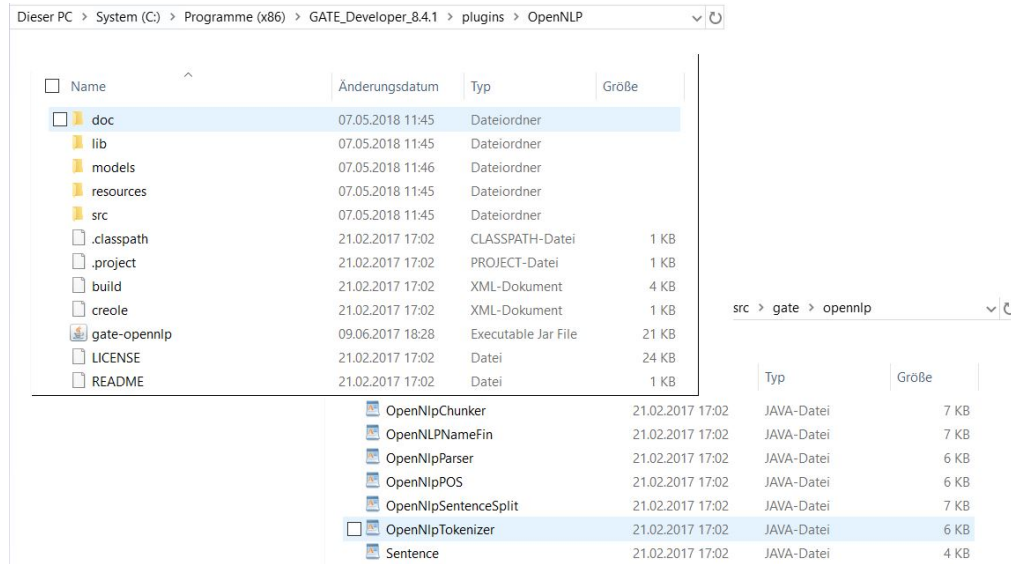 Dieser PC > System (C:) > Programme (x86) > GATE_Developer_8.4.1 > plugins > OpenNLP
Name Änderungsdatum Typ Größe
doc 07.05.2018 11:45 Dateiordner
lib 07.05.2018 11:45 Dateiordner
models 07.05.2018 11:46 Dateiordner
resources 07.05.2018 11:45 Dateiordner
src 07.05.2018 11:45 Dateiordner
.classpath 21.02.2017 17:02 CLASSPATH-Datei 1 KB
.project 21.02.2017 17:02 PROJECT-Datei 1 KB
build 21.02.2017 17:02 XML-Dokument 4 KB
creole 21.02.2017 17:02 XML-Dokument 1 KB
gate-opennlp 09.06.2017 18:28 Executable Jar File 21 KB
LICENSE 21.02.2017 17:02 Datei 24 KB
README 21.02.2017 17:02 Datei 1 KB
src > gate > opennlp
Typ Größe
OpenNlpChunker 21.02.2017 17:02 JAVA-Datei 7 KB
OpenNLPNameFin 21.02.2017 17:02 JAVA-Datei 7 KB
OpenNlpParser 21.02.2017 17:02 JAVA-Datei 6 KB
OpenNlpPOS 21.02.2017 17:02 JAVA-Datei 6 KB
OpenNlpSentenceSplit 21.02.2017 17:02 JAVA-Datei 7 KB
OpenNlpTokenizer 21.02.2017 17:02 JAVA-Datei 6 KB
Sentence 21.02.2017 17:02 JAVA-Datei 4 KB